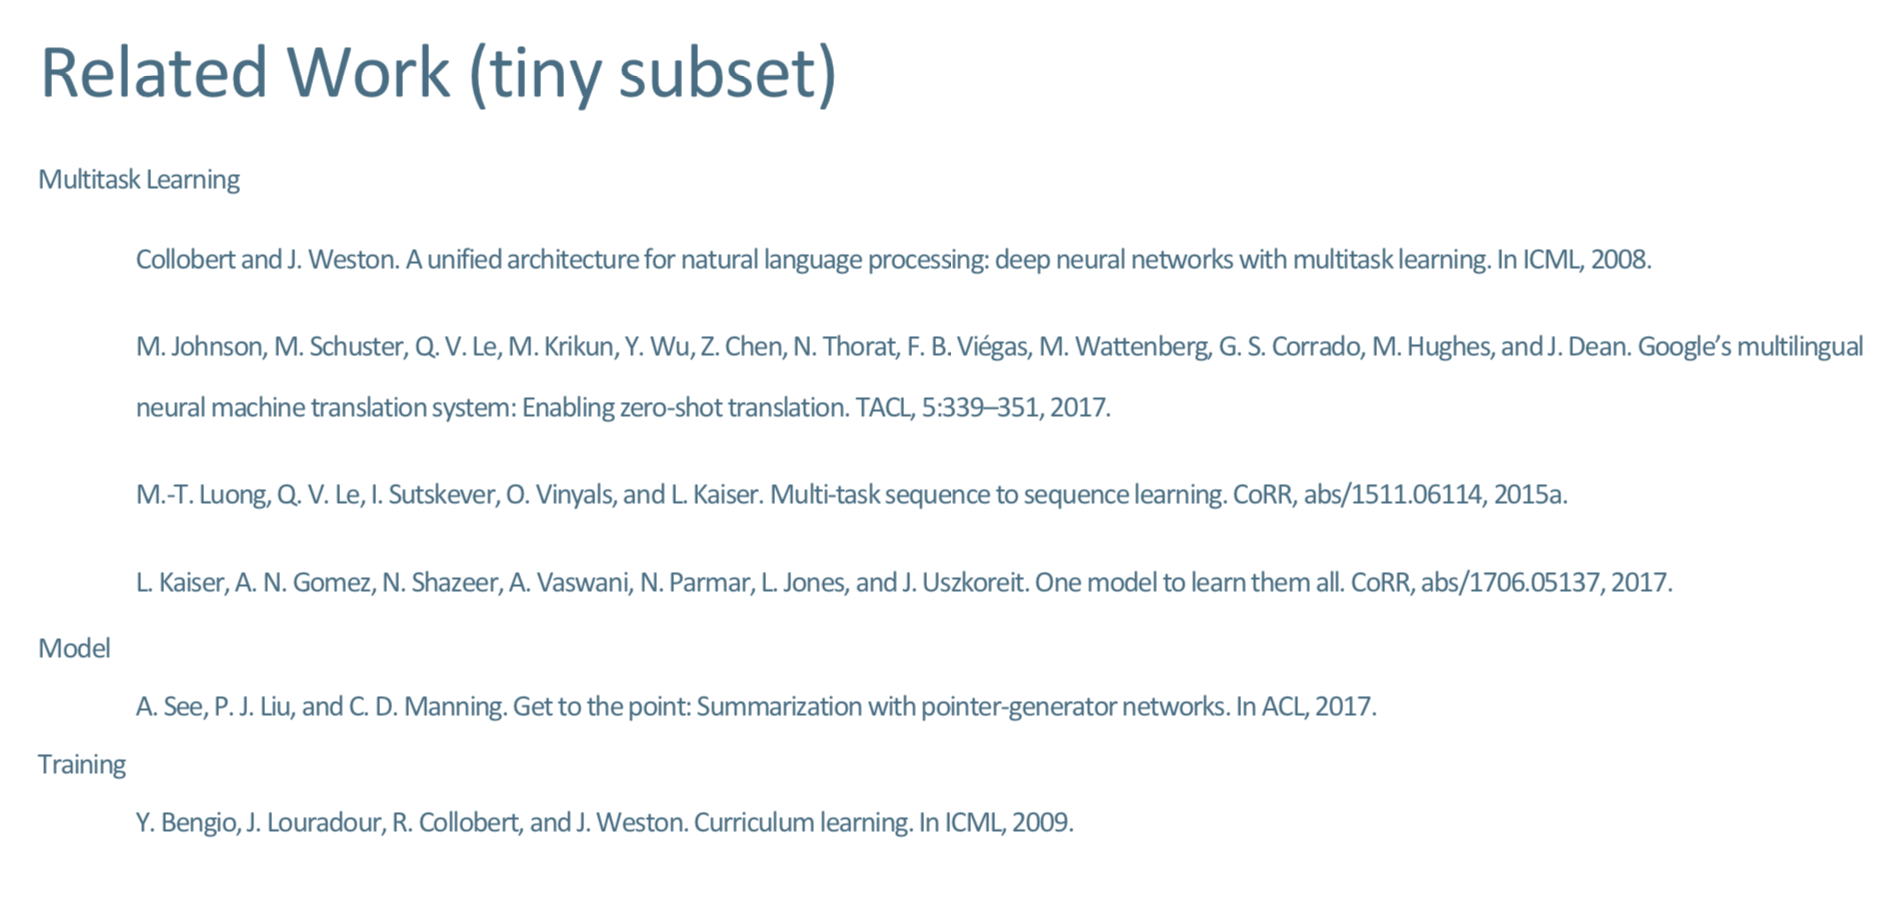 Related Work (tiny subset)
Multitask Learning
Collobert and J. Weston. A unified architecture for natural language processing: deep neural networks with multitask learning. In ICML, 2008.
M. Johnson, M. Schuster, Q. V. Le, M. Krikun, Y. Wu, Z. Chen, N. Thorat, F. B. Viégas, M. Wattenberg, G. S. Corrado, M. Hughes, and J. Dean. Google’s multilingual
neural machine translation system: Enabling zero-shot translation. TACL, 5:339–351, 2017.
M.-T. Luong, Q. V. Le, I. Sutskever, O. Vinyals, and L. Kaiser. Multi-task sequence to sequence learning. CoRR, abs/1511.06114, 2015a.
L. Kaiser, A. N. Gomez, N. Shazeer, A. Vaswani, N. Parmar, L. Jones, and J. Uszkoreit. One model to learn them all. CoRR, abs/1706.05137, 2017.
Model
A. See, P. J. Liu, and C. D. Manning. Get to the point: Summarization with pointer-generator networks. In ACL, 2017.
Training
Y. Bengio, J. Louradour, R. Collobert, and J. Weston. Curriculum learning. In ICML, 2009.